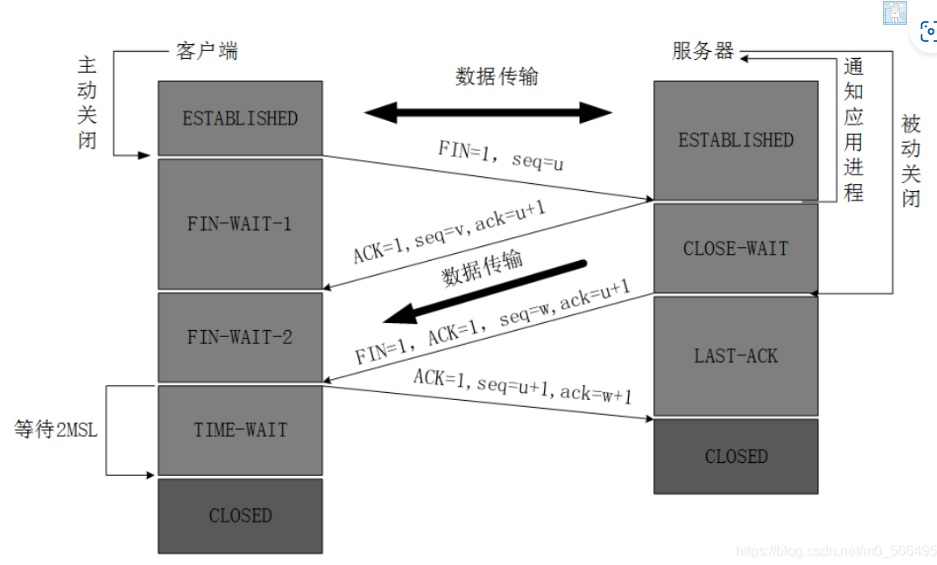 客户端
服务器
主动关闭
数据传输
通知应用进程
被动关闭
ESTABLISHED
ESTABLISHED
FIN=1, seq=u
FIN-WAIT-1
ACK=1,seq=v,ack=u+1
CLOSE-WAIT
数据传输
FIN-WAIT-2
FIN=1, ACK=1, seq=w,ack=u+1
LAST-ACK
ACK=1,seq=u+1,ack=w+1
等待2MSL
TIME-WAIT
CLOSED
CLOSED
https://blog.csdn.net/m0_566495